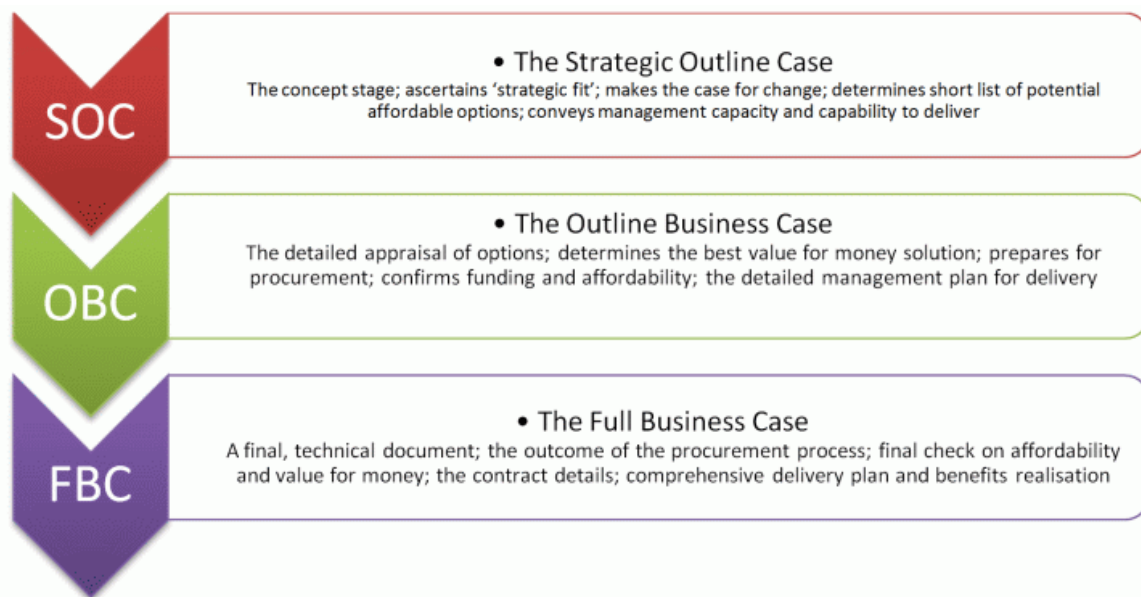 SOC
• The Strategic Outline Case
The concept stage; ascertains ‘strategic fit’; makes the case for change; determines short list of potential
affordable options; conveys management capacity and capability to deliver
OBC
• The Outline Business Case
The detailed appraisal of options; determines the best value for money solution; prepares for
procurement; confirms funding and affordability; the detailed management plan for delivery
FBC
• The Full Business Case
A final, technical document; the outcome of the procurement process; final check on affordability
and value for money; the contract details; comprehensive delivery plan and benefits realisation